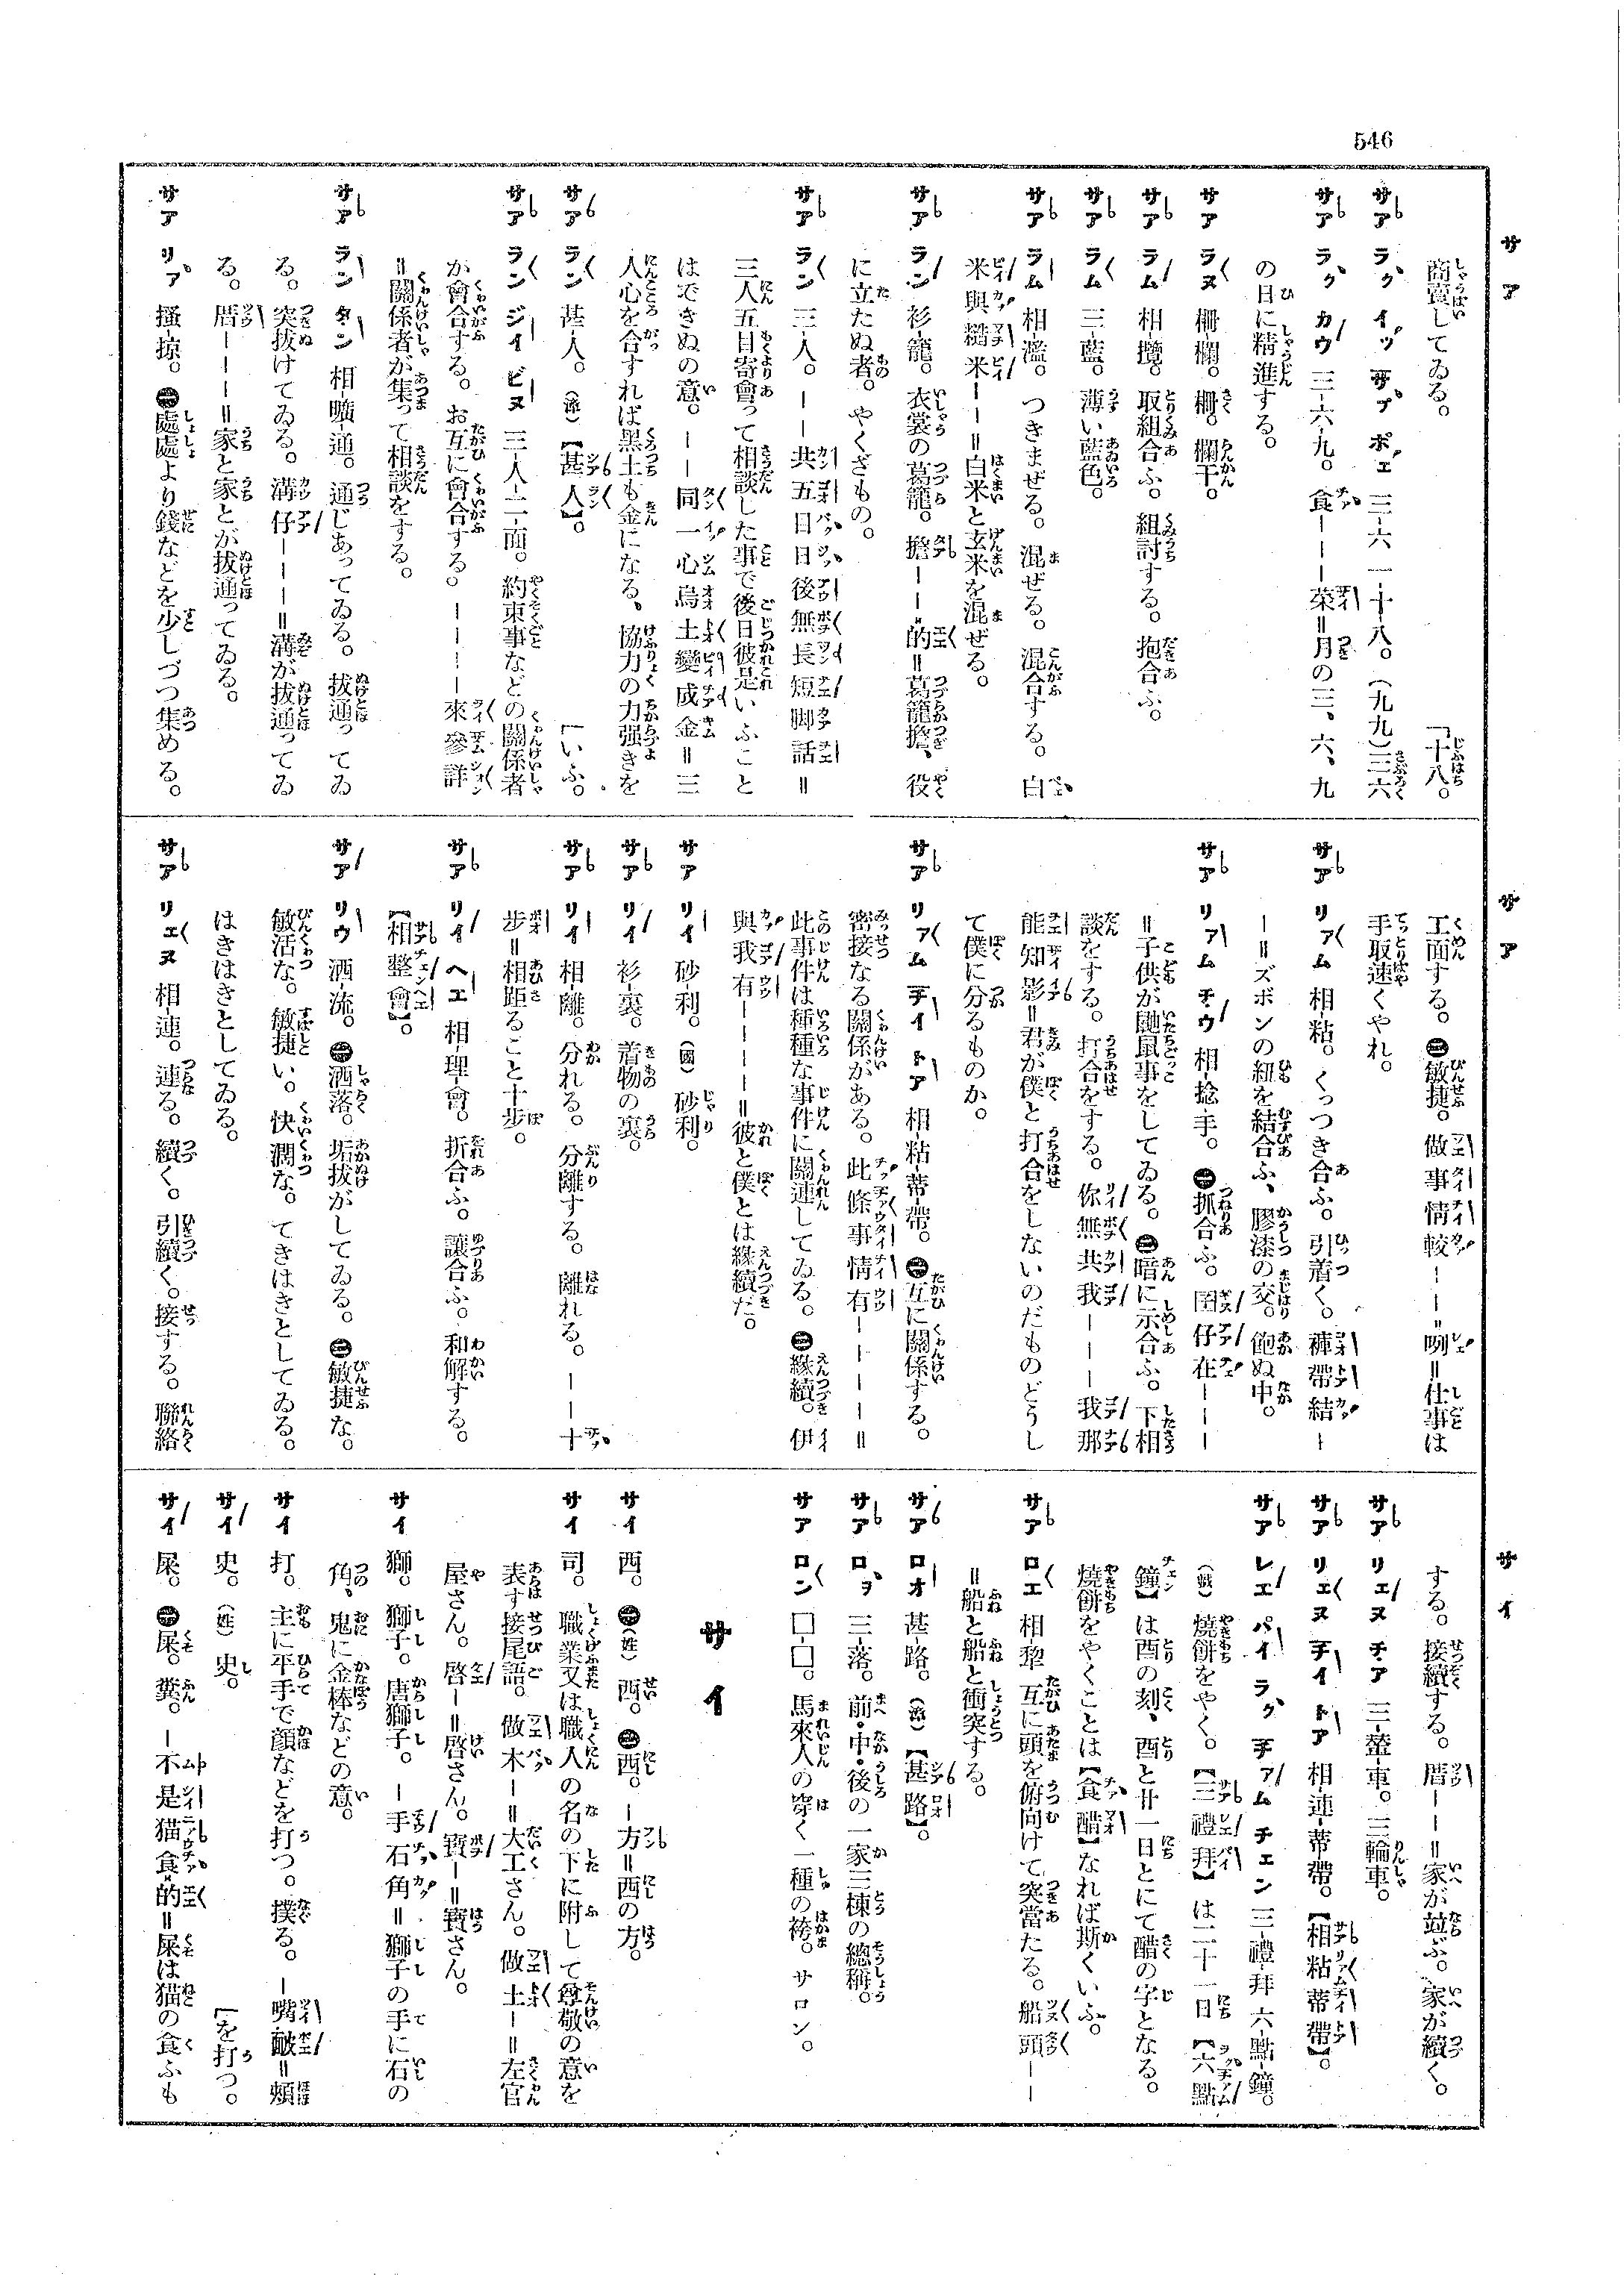 546
サア
商賣してゐる。 「十八。
サア ラク イッ サプ ポエ 三-六 一-十-八。(九九)三六
サア ラク カウ 三-六-九。食ーーー菜=月の三、六、九
の日に精進する。
サア ラヌ 柵-欄。柵。欄干。
サア ラム 相-攬。取組合ふ。組討する。抱合ふ。
サア ラム 三-藍。薄い藍色。
サア ラム 相-濫。つきまぜる。混ぜる。混合する。白
米與糙米ーー=白米と玄米を混ぜる。
サア ラン 衫-籠。衣裳の葛籠。擔ーー的=葛籠擔、役
に立たぬ者。やくざもの。
サア ラン 三-人。ーー共五目日後無長短脚話=
三人五目寄會って相談した事で後日彼是いふこと
はできぬの意。ーー同一心烏土變成金=三
人心を合すれば黑土も金になる、協力の力强きを
サア ラン 甚-人。(漳)【甚人】。 [いふ。
サア ラン ジイ ビヌ 三-人-二-面。約束事などの關係者
が會合する。お互に會合する。ーーーー來參詳
=關係者が集って相談をする。
サア ラン タン 相-曠-通。通じあってゐる。拔通ってゐ
る。突拔けてゐる。溝仔ーーー=溝が拔通ってゐ
る。厝ーーー=家と家とが拔通ってゐる。
サア リア 搔-掠。㊀處處より錢などを少しづつ集める。
サア
工面する。㊁敏捷。做事情較ーー咧=仕事は
手取速くやれ。
サア リアム 相-粘。くっつき合ふ。引着く。褲帶結ー
ー=ズボンの紐を結合ふ、膠漆の交。飽ぬ中。
サア リアム チウ 相-捻-手。㊀抓合ふ。囝仔在ーーー
=子供が鼬鼠事をしてゐる。㊁暗に示合ふ。下相
談をする。打合をする。你無共我ーーー我那
能知影=君が僕と打合をしないのだものどうし
て僕に分るものか。
サア リアム チイ トア 相-粘-蒂-帶。㊀互に關係する。
密接なる關係がある。此條事情有ーーーー=
此事件は種種な事件に關連してゐる。㊁緣續。伊
與我有ーーーー=彼と僕とは緣續だ。
サア リイ 砂-利。(國)砂利。
サア リイ 衫-裏。着物の裏。
サア リイ 相-離。分れる。分離する。離れる。ーー十
步=相距ること十步。
サア リイ ヘエ 相-理-會。折合ふ。讓合ふ。和解する。
【相整會】。
サア リウ 洒-流。㊀洒落。垢拔がしてゐる。㊁敏捷な。
敏活な。敏捷い。快濶な。てきはきとしてゐる。
はきはきとしてゐる。
サア リエヌ 相-連。連る。續く。引續く。接する。聯絡
サイ
する。接續する。厝ーー=家が竝ぶ。家が續く。
サア リエヌ チア 三-輦-車。三輪車。
サア リエヌ チイ トア 相-連-蒂-帶。【相粘蒂帶】。
サア レエ パイ ラク チアム チェン 三-禮-拜 六-點-鐘。
(戲)燒餅をやく。【三禮拜】は二十一日【六點
鐘】は酉の刻、酉と廿一日とにて醋の字となる。
燒餅をやくことは【食醋】なれば斯くいふ。
サア ロエ 相-犂 互に頭を俯向けて突當たる。船頭ーー
=船と船と衝突する。
サア ロオ 甚-路。(漳)【甚路】。
サア ロヲ 三-落。前・中・後の一家三棟の總稱。
サア ロン □-□。馬來人の穿く一種の袴。サロン。
サイ
サイ 西。㊀(姓)西。㊁西。ー方=西の方。
サイ 司。職業又は職人の名の下に附して尊敬の意を
表す接尾語。做木ー=大工さん。做土ー=左官
屋さん。啓ー=啓さん。寶ー=寶さん。
サイ 獅。獅子。唐獅子。ー手石角=獅子の手に石の
角、鬼に金棒などの意。
サイ 打。主に平手で顏などを打つ。撲る。ー嘴𩈘=頰
サイ 史。(姓)史。 [を打つ。
サイ 屎。㊀屎。糞。ー不是猫食的=屎は猫の食ふも